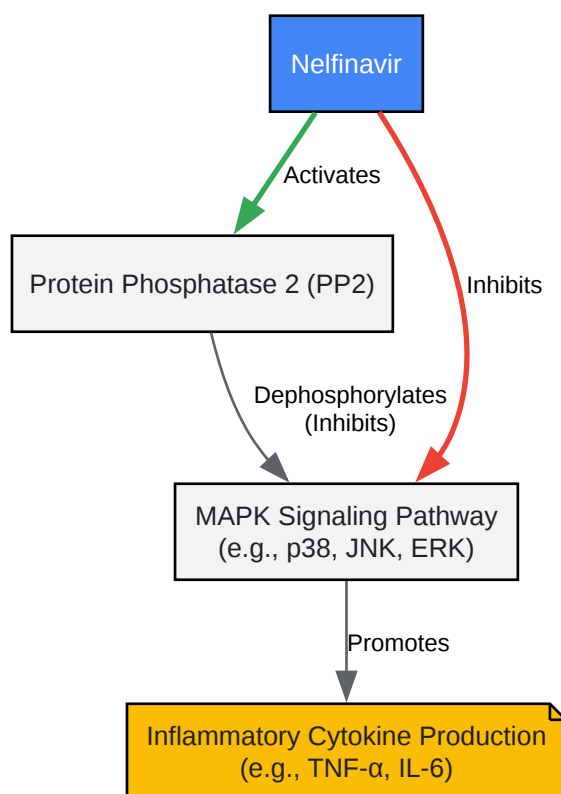 Nelfinavir
Activates
Protein Phosphatase 2 (PP2)
Inhibits
Dephosphorylates
(Inhibits)
MAPK Signaling Pathway
(e.g., p38, JNK, ERK)
Promotes
Inflammatory Cytokine Production
(e.g., TNF-α, IL-6)